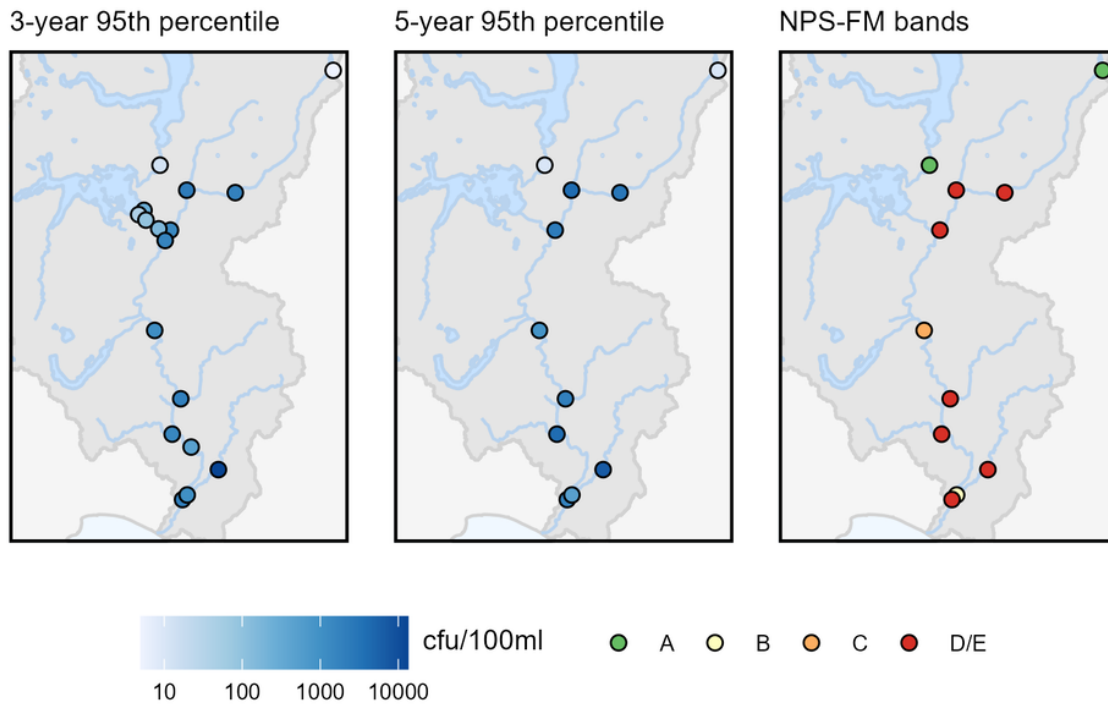 3-year 95th percentile 5-year 95th percentile NPS-FM bands
cfu/100ml A B C D/E
10 100 1000 10000